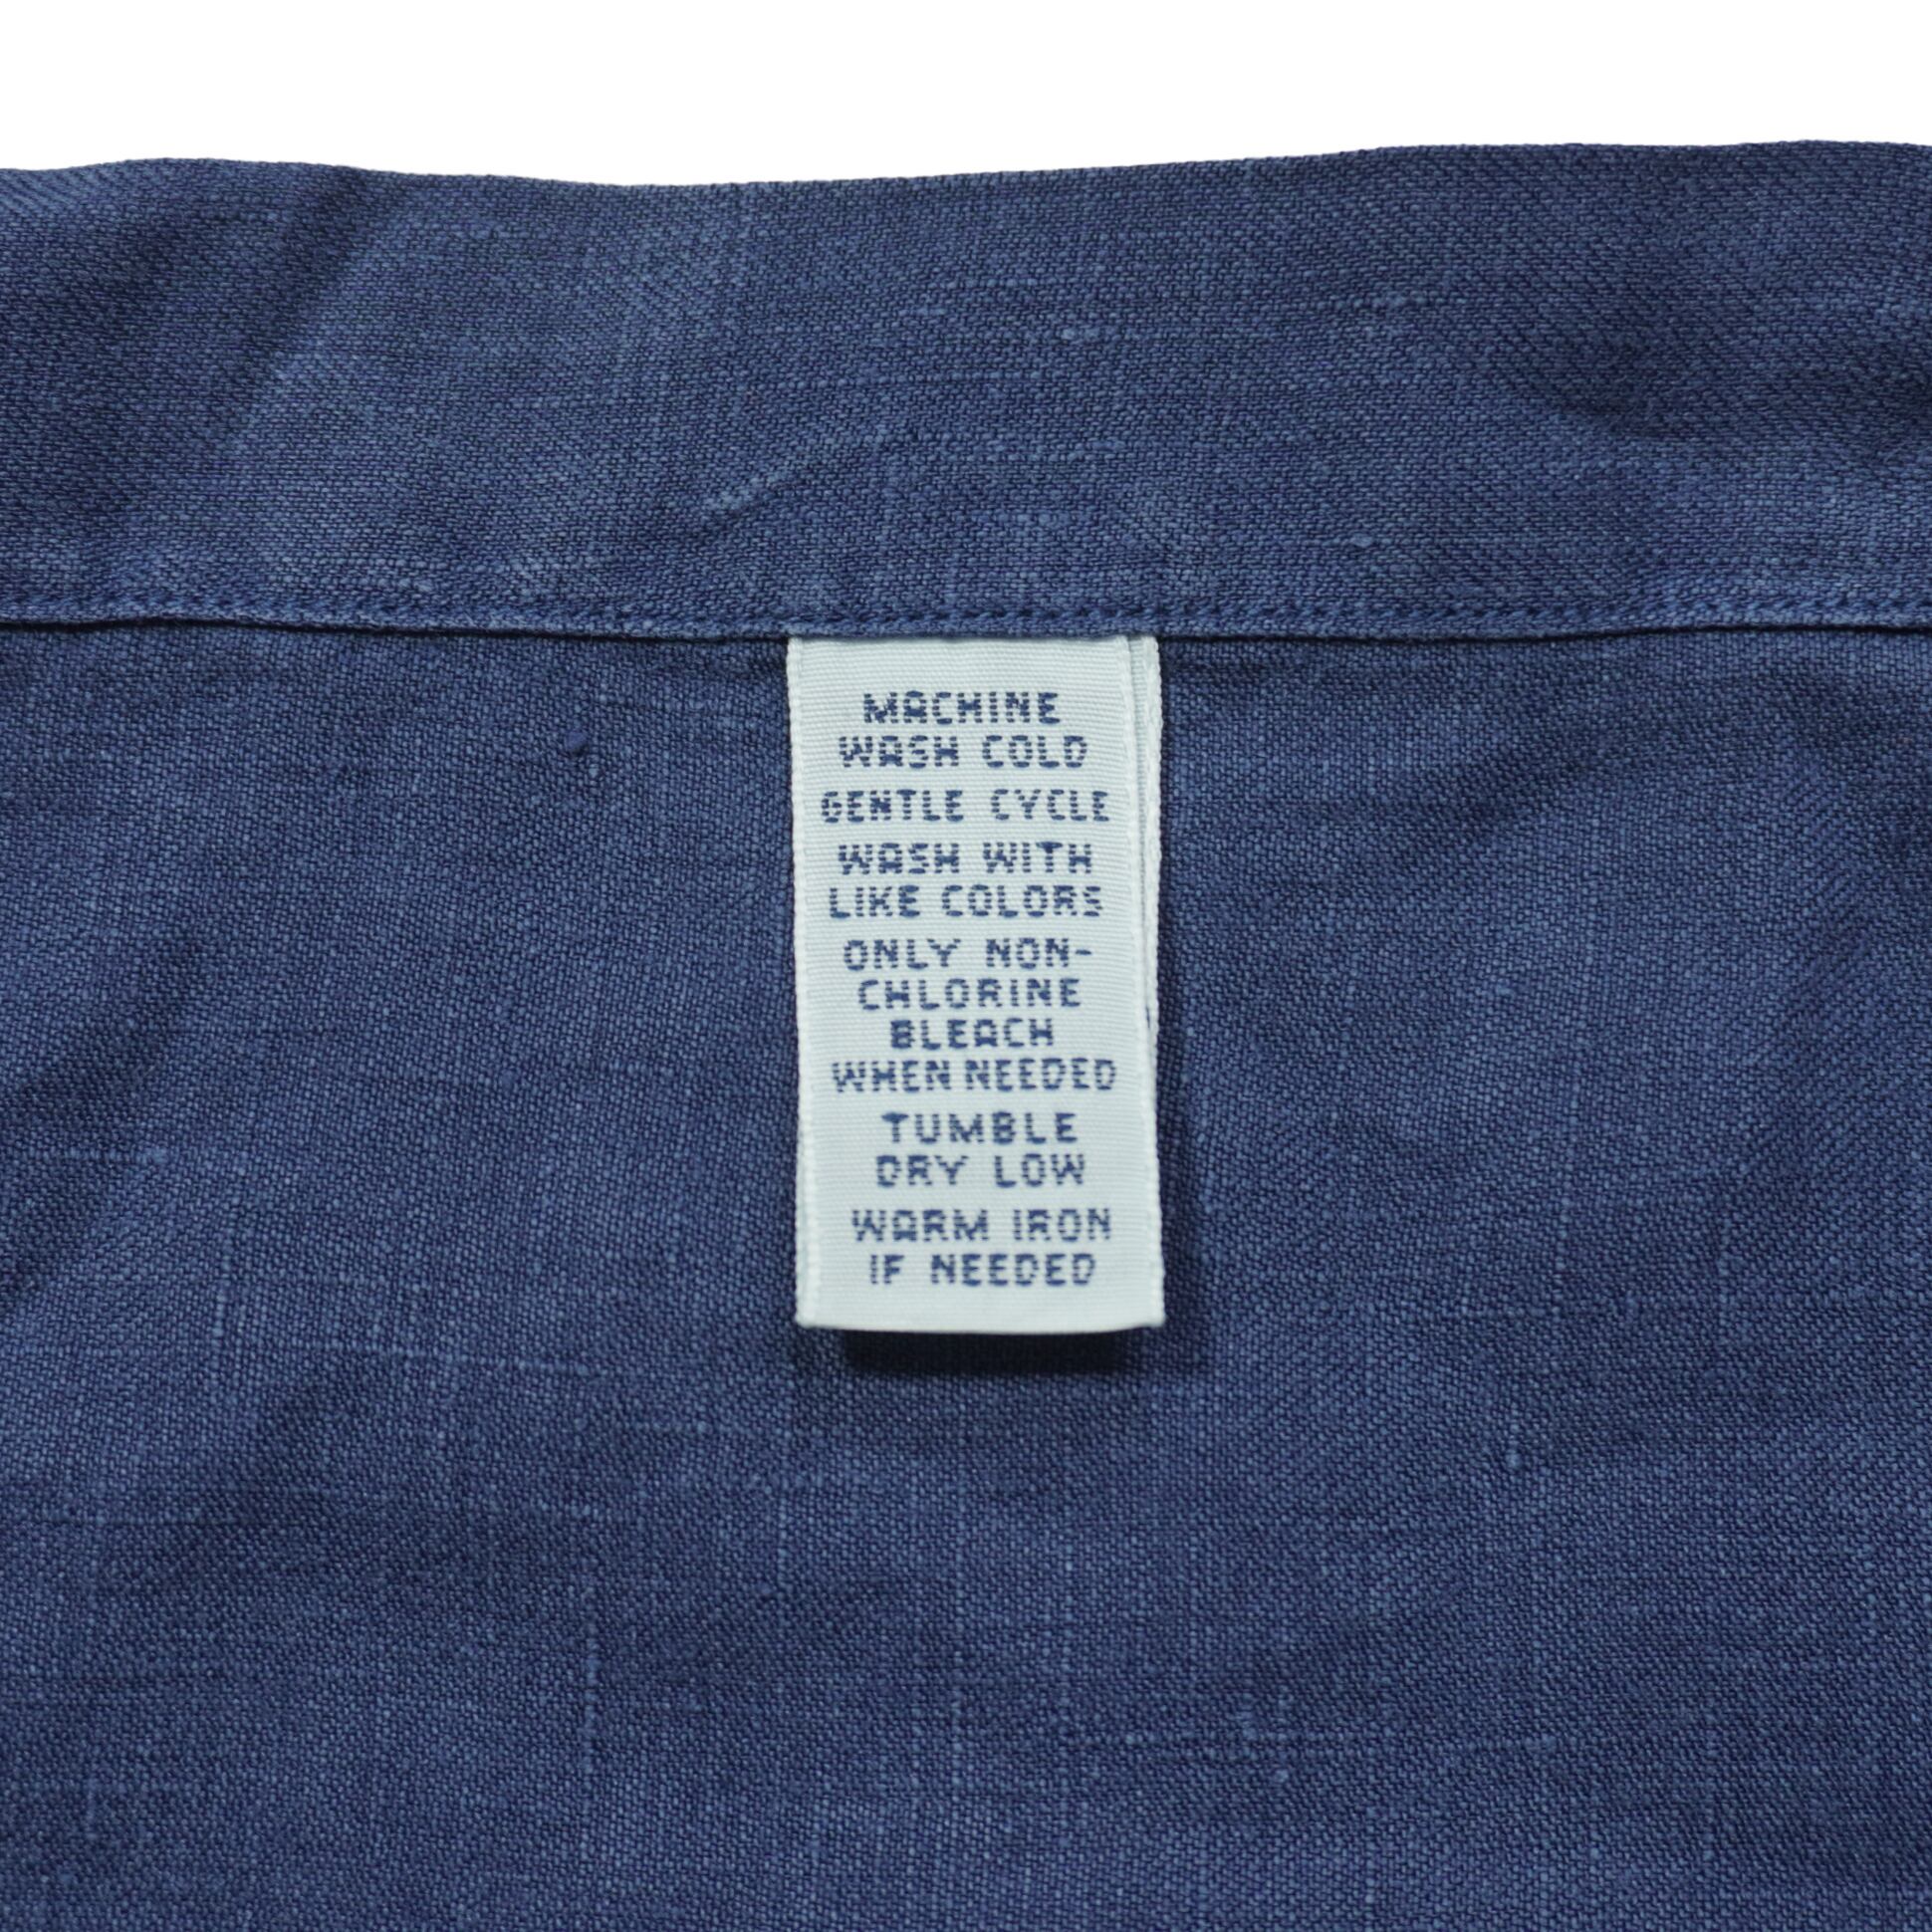 MACHINE
WASH COLD
GENTLE CYCLE
WASH WITH
LIKE COLORS
ONLY NON-
CHLORINE
BLEACH
WHEN NEEDED
TUMBLE
DRY LOW
WARM IRON
IF NEEDED